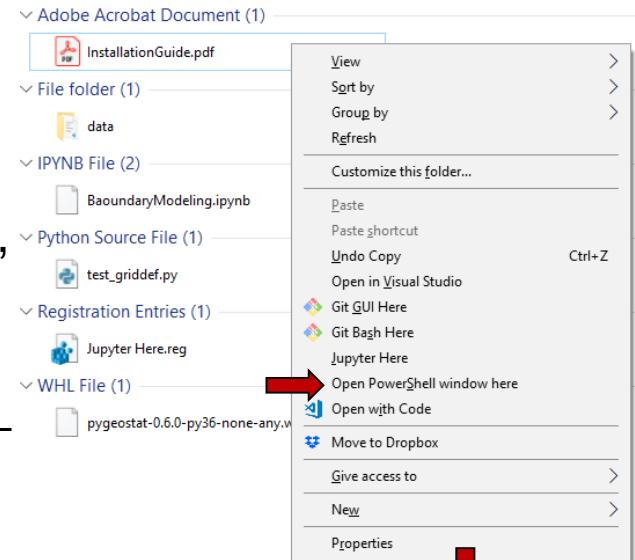 Adobe Acrobat Document (1)
InstallationGuide.pdf
File folder (1)
data
IPYNB File (2)
BaoundaryModeling.ipynb
Python Source File (1)
test_griddef.py
Registration Entries (1)
Jupyter Here.reg
WHL File (1)
pygeostat-0.6.0-py36-none-any.w
View
Sort by
Group by
Refresh
Customize this folder...
Paste
Paste shortcut
Undo Copy Ctrl+Z
Open in Visual Studio
Git GUI Here
Git Bash Here
Jupyter Here
Open PowerShell window here
Open with Code
Move to Dropbox
Give access to
New
Properties